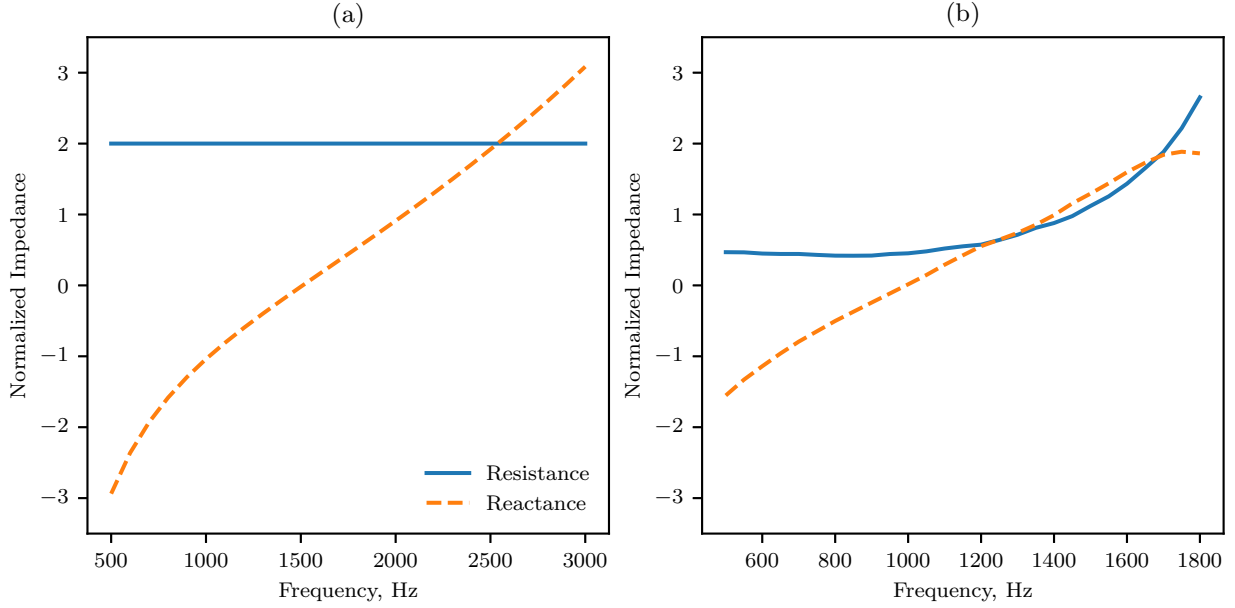 (a)
Normalized Impedance
3
2
1
0
−1
−2
−3
Resistance
Reactance
500 1000 1500 2000 2500 3000
Frequency, Hz
(b)
Normalized Impedance
3
2
1
0
−1
−2
−3
600 800 1000 1200 1400 1600 1800
Frequency, Hz